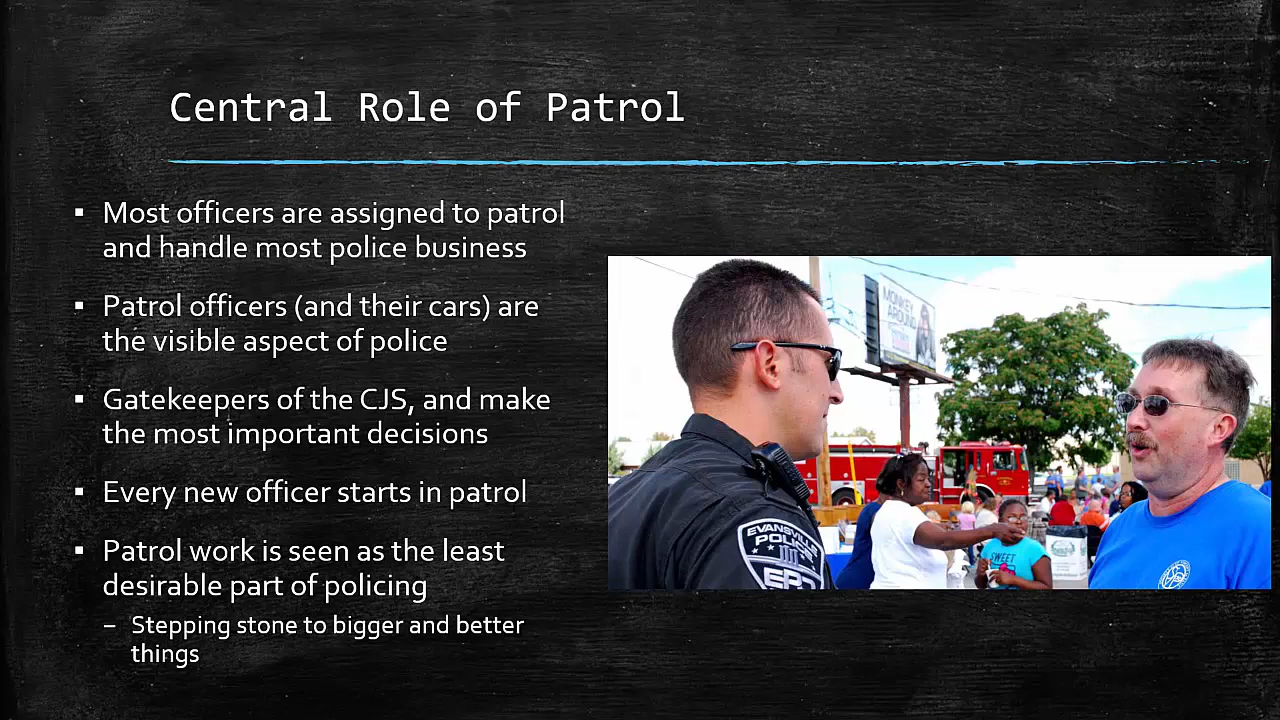 Central Role of Patrol
▪ Most officers are assigned to patrol
and handle most police business
▪ Patrol officers (and their cars) are
the visible aspect of police
▪ Gatekeepers of the CJS, and make
the most important decisions
▪ Every new officer starts in patrol
▪ Patrol work is seen as the least
desirable part of policing
– Stepping stone to bigger and better
things
MONKEY
AROUND
EVANSVILLE
POLICE
EPD
SWEET